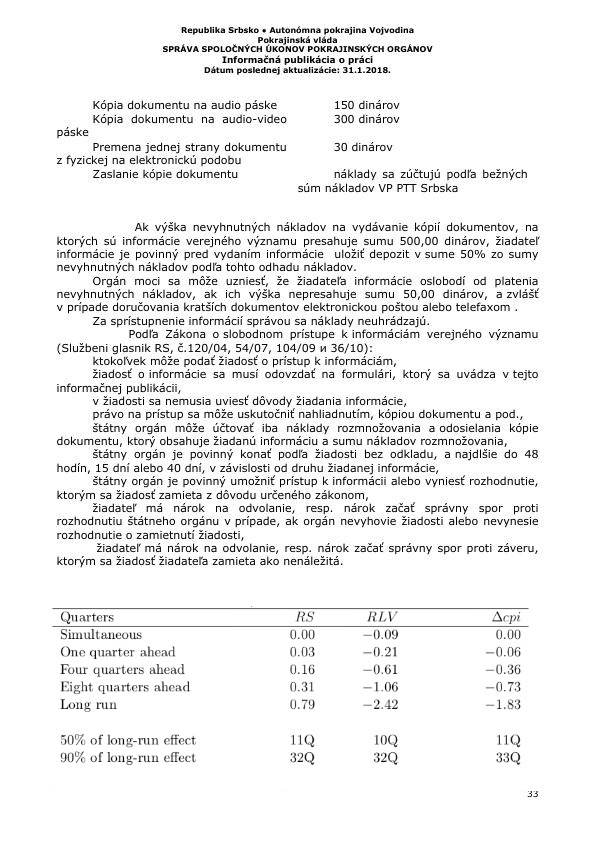 Republika Srbsko ● Autonómna pokrajina Vojvodina
Pokrajinská vláda
SPRÁVA SPOLOČNÝCH ÚKONOV POKRAJINSKÝCH ORGÁNOV
Informačná publikácia o práci
Dátum poslednej aktualizácie: 31.1.2018.
Kópia dokumentu na audio páske 150 dinárov
Kópia dokumentu na audio-video 300 dinárov
páske
Premena jednej strany dokumentu 30 dinárov
z fyzickej na elektronickú podobu
Zaslanie kópie dokumentu náklady sa zúčtujú podľa bežných
súm nákladov VP PTT Srbska
Ak výška nevyhnutných nákladov na vydávanie kópií dokumentov, na
ktorých sú informácie verejného významu presahuje sumu 500,00 dinárov, žiadateľ
informácie je povinný pred vydaním informácie uložiť depozit v sume 50% zo sumy
nevyhnutných nákladov podľa tohto odhadu nákladov.
Orgán moci sa môže uzniesť, že žiadateľa informácie oslobodí od platenia
nevyhnutných nákladov, ak ich výška nepresahuje sumu 50,00 dinárov, a zvlášť
v prípade doručovania kratších dokumentov elektronickou poštou alebo telefaxom .
Za sprístupnenie informácií správou sa náklady neuhrádzajú.
Podľa Zákona o slobodnom prístupe k informáciám verejného významu
(Službeni glasnik RS, č.120/04, 54/07, 104/09 и 36/10):
ktokoľvek môže podať žiadosť o prístup k informáciám,
žiadosť o informácie sa musí odovzdať na formulári, ktorý sa uvádza v tejto
informačnej publikácii,
v žiadosti sa nemusia uviesť dôvody žiadania informácie,
právo na prístup sa môže uskutočniť nahliadnutím, kópiou dokumentu a pod.,
štátny orgán môže účtovať iba náklady rozmnožovania a odosielania kópie
dokumentu, ktorý obsahuje žiadanú informáciu a sumu nákladov rozmnožovania,
štátny orgán je povinný konať podľa žiadosti bez odkladu, a najdlšie do 48
hodín, 15 dní alebo 40 dní, v závislosti od druhu žiadanej informácie,
štátny orgán je povinný umožniť prístup k informácii alebo vyniesť rozhodnutie,
ktorým sa žiadosť zamieta z dôvodu určeného zákonom,
žiadateľ má nárok na odvolanie, resp. nárok začať správny spor proti
rozhodnutiu štátneho orgánu v prípade, ak orgán nevyhovie žiadosti alebo nevynesie
rozhodnutie o zamietnutí žiadosti,
žiadateľ má nárok na odvolanie, resp. nárok začať správny spor proti záveru,
ktorým sa žiadosť žiadateľa zamieta ako nenáležitá.
Quarters RS RLV Δcpi
Simultaneous 0.00 −0.09 0.00
One quarter ahead 0.03 −0.21 −0.06
Four quarters ahead 0.16 −0.61 −0.36
Eight quarters ahead 0.31 −1.06 −0.73
Long run 0.79 −2.42 −1.83
50% of long-run effect 11Q 10Q 11Q
90% of long-run effect 32Q 32Q 33Q
33